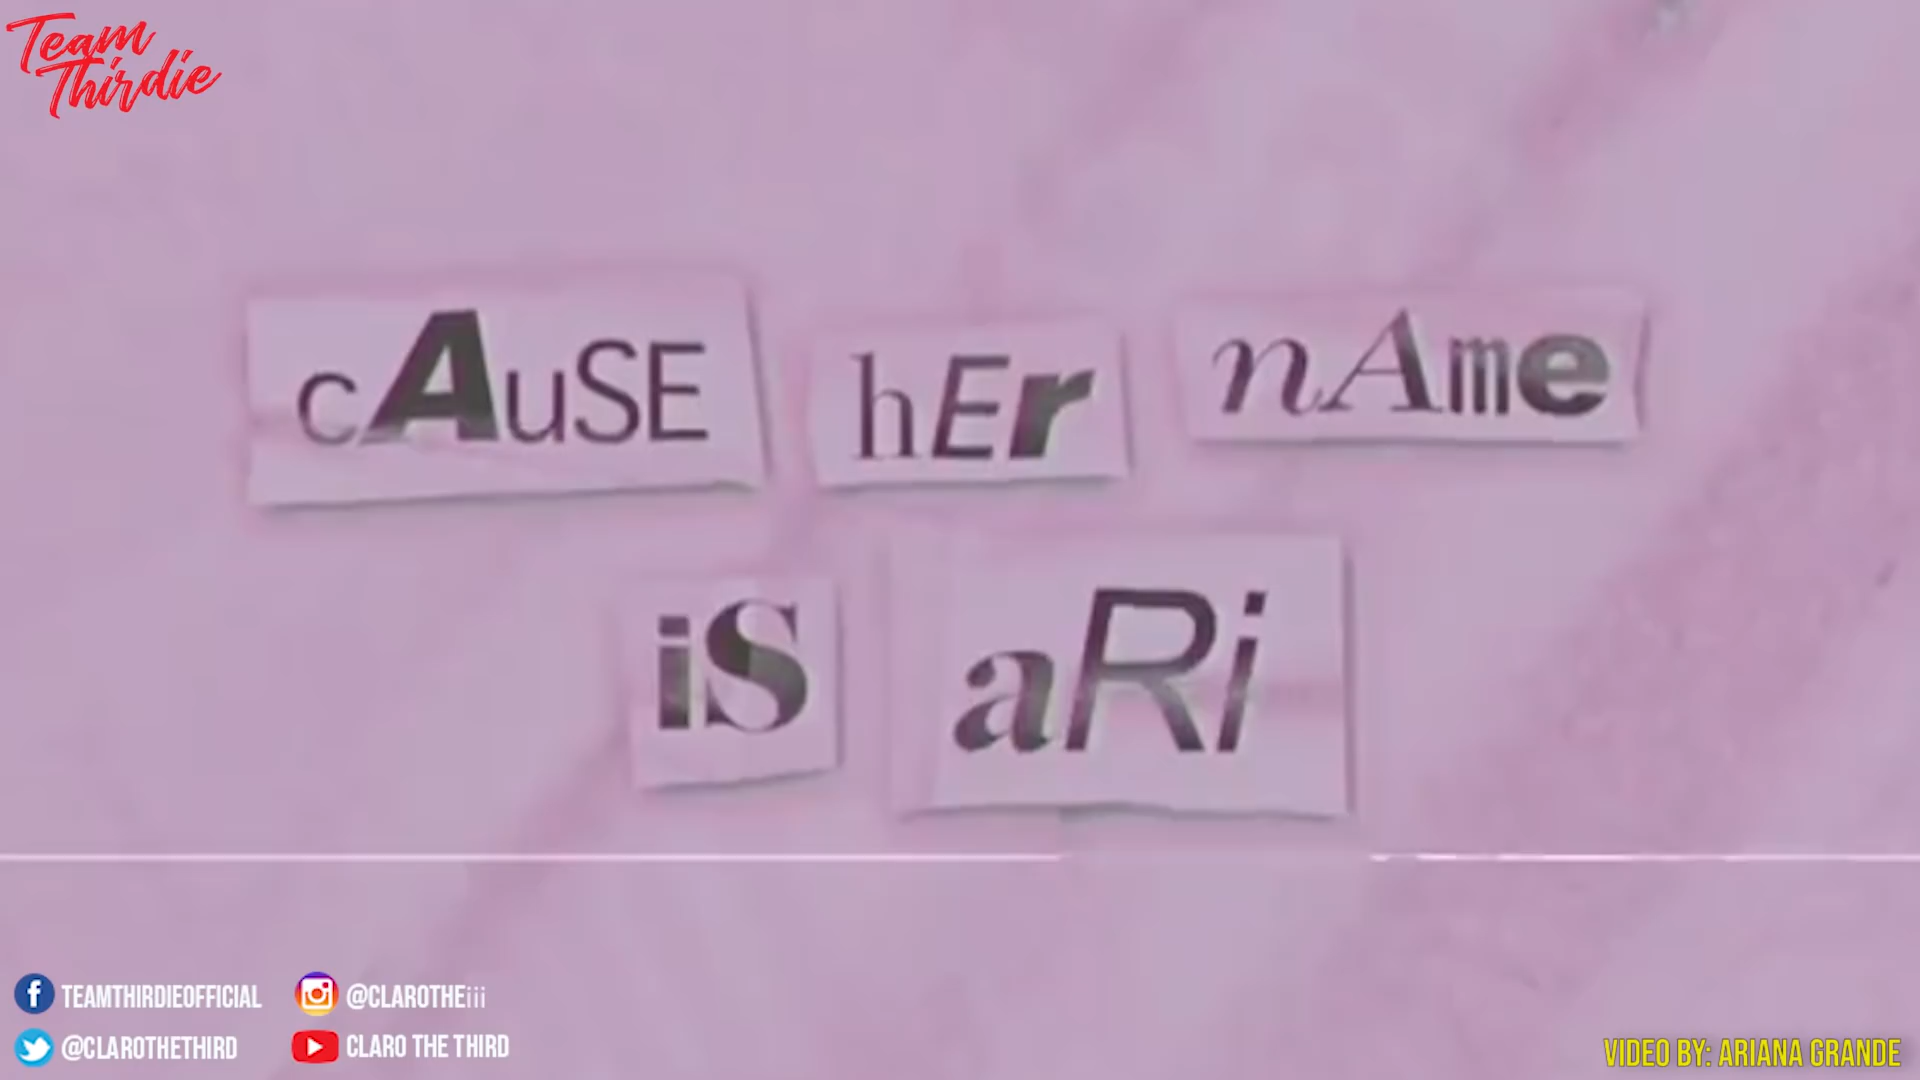 Team
Thirdie
cAuSE hEr nAme
iS aRi
TEAMTHIRDIEOFFICIAL
@CLAROTHEiii
@CLAROTHETHIRD
CLARO THE THIRD
VIDEO BY: ARIANA GRANDE